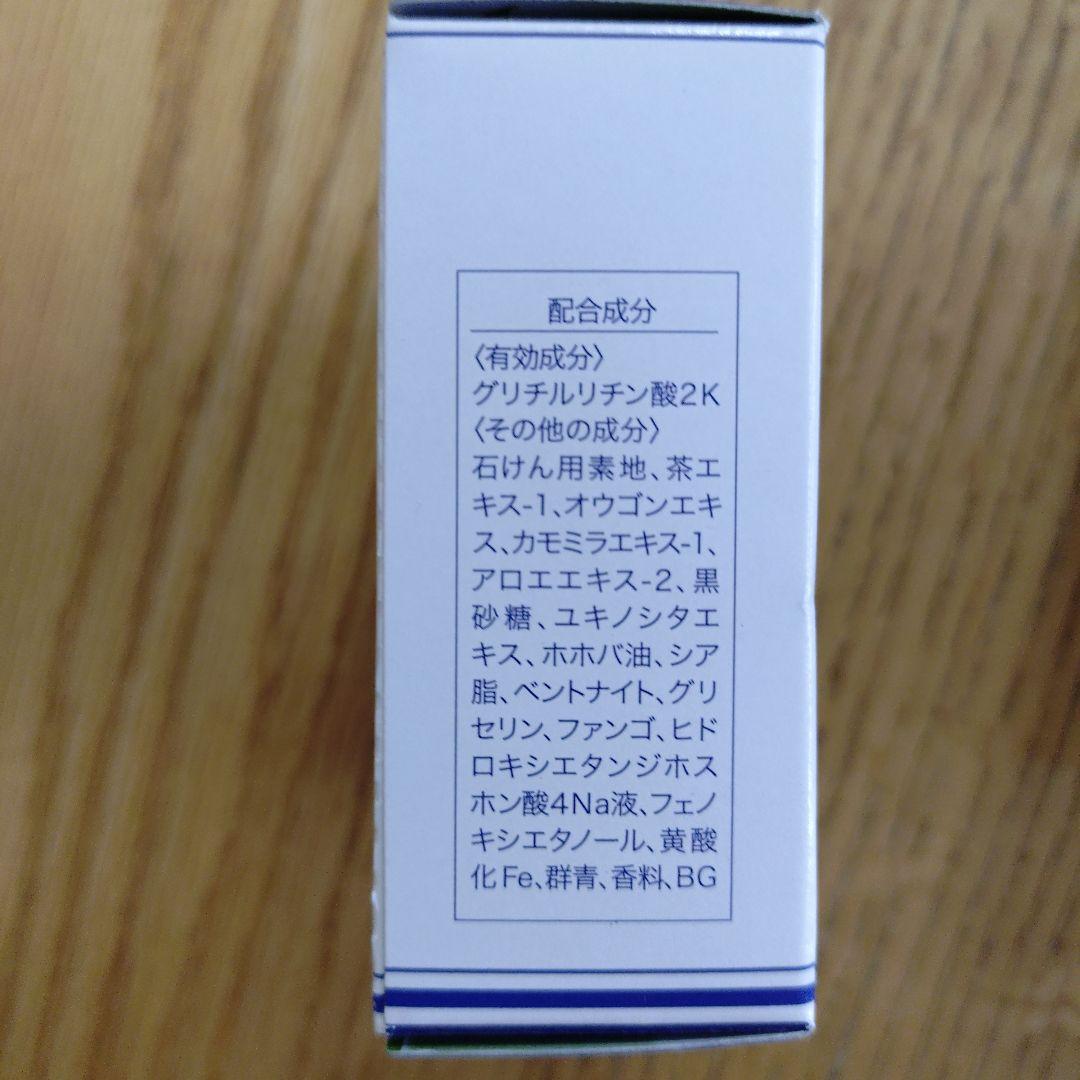 配合成分
〈有効成分〉
グリチルリチン酸2K
〈その他の成分〉
石けん用素地、茶エ
キス-1、オウゴンエキ
ス、カモミラエキス-1、
アロエエキス-2、黒
砂糖、ユキノシタエ
キス、ホホバ油、シア
脂、ベントナイト、グリ
セリン、ファンゴ、ヒド
ロキシエタンジホス
ホン酸4Na液、フェノ
キシエタノール、黄酸
化Fe、群青、香料、BG